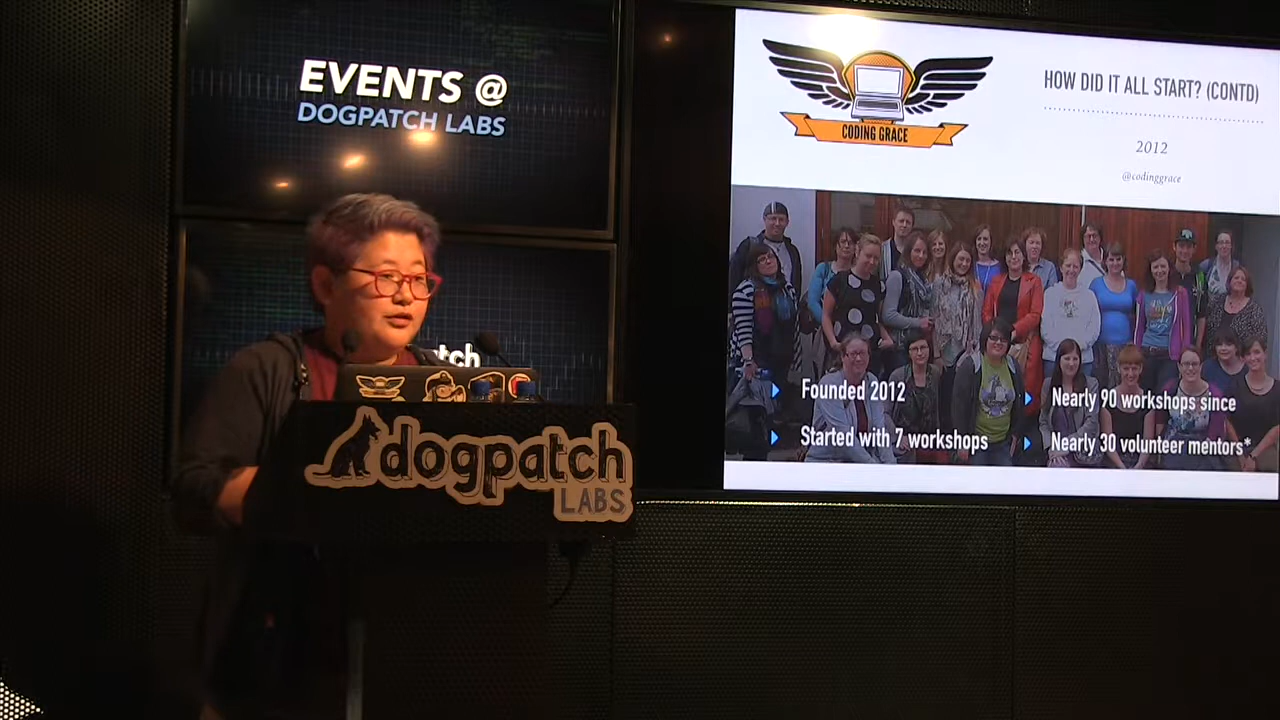 EVENTS @
DOGPATCH LABS
tch
dogpatch
LABS
CODING GRACE
HOW DID IT ALL START? (CONTD)
2012
@codinggrace
Founded 2012
Started with 7 workshops
Nearly 90 workshops since
Nearly 30 volunteer mentors*